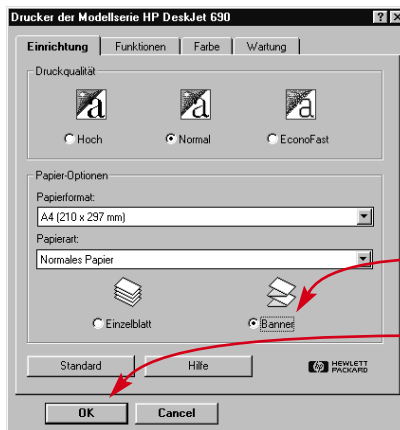 Drucker der Modellserie HP DeskJet 690
Einrichtung Funktionen Farbe Wartung
Druckqualität
Hoch Normal EconoFast
Papier-Optionen
Papierformat:
A4 (210 x 297 mm)
Papierart:
Normales Papier
Einzelblatt Banner
Standard Hilfe hp HEWLETT
PACKARD
OK Cancel